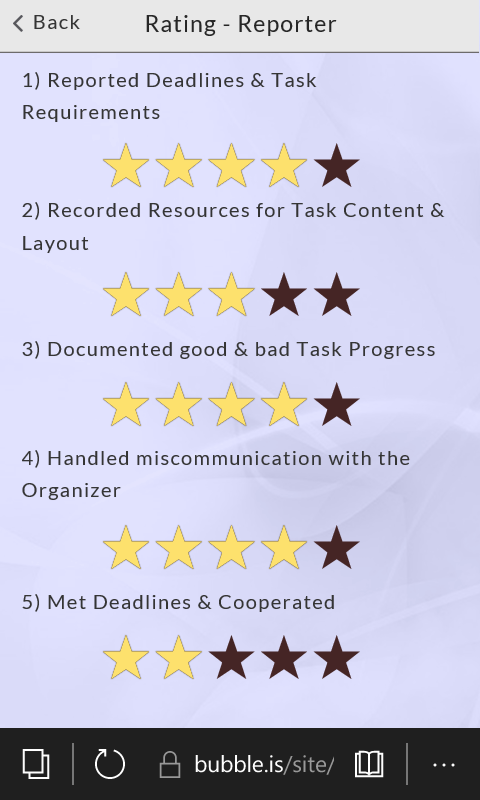 Back
Rating - Reporter
1) Reported Deadlines & Task
Requirements
2) Recorded Resources for Task Content &
Layout
3) Documented good & bad Task Progress
4) Handled miscommunication with the
Organizer
5) Met Deadlines & Cooperated
bubble.is/site/